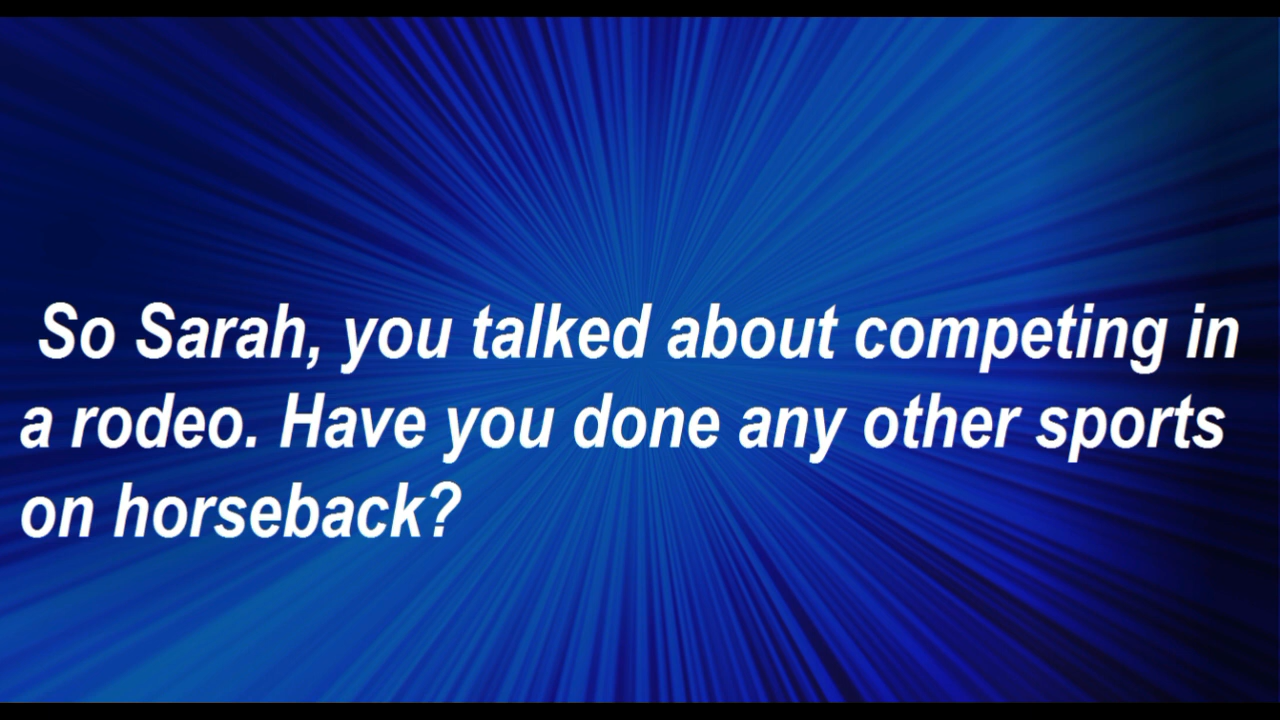 So Sarah, you talked about competing in
a rodeo. Have you done any other sports
on horseback?